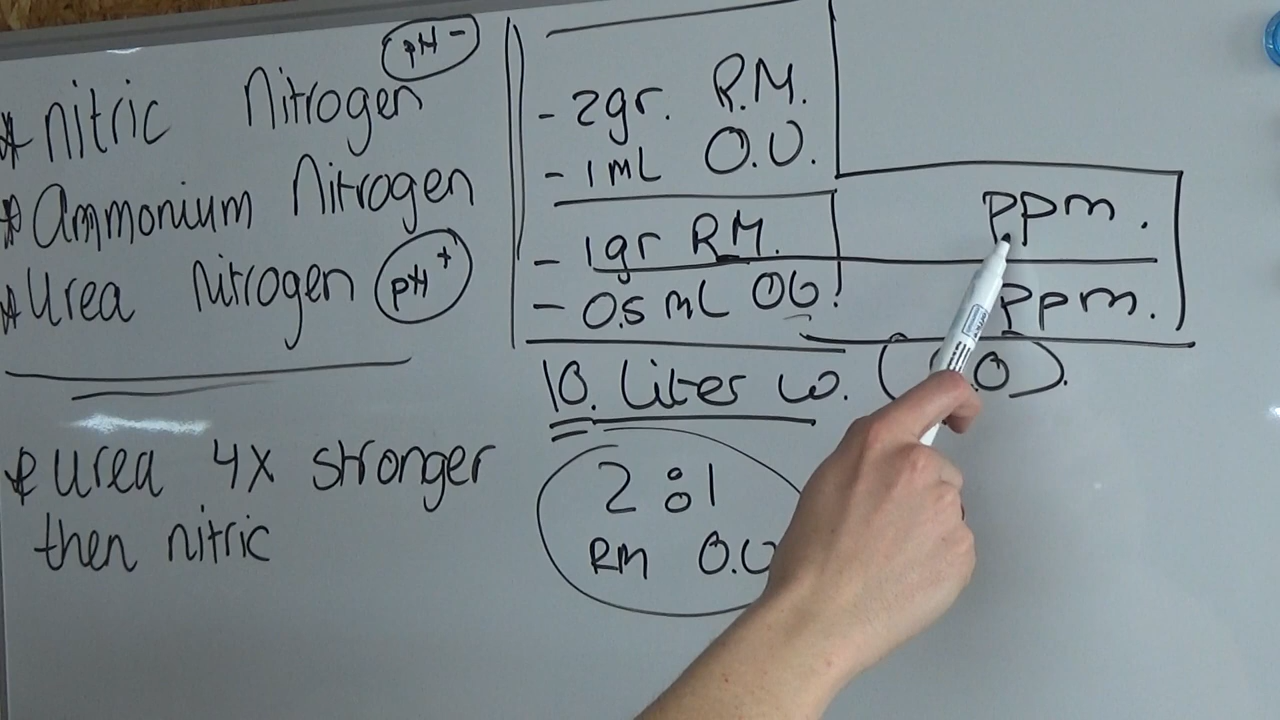 pH -
* nitric Nitrogen
* Ammonium Nitrogen
* Urea Nitrogen pH +
* urea 4x stronger
then nitric
- 2gr. R.M.
- 1mL O.U.
- 1gr RM. ppm.
- 0.5 mL ppm.
10. Liter w.
2:1
RM